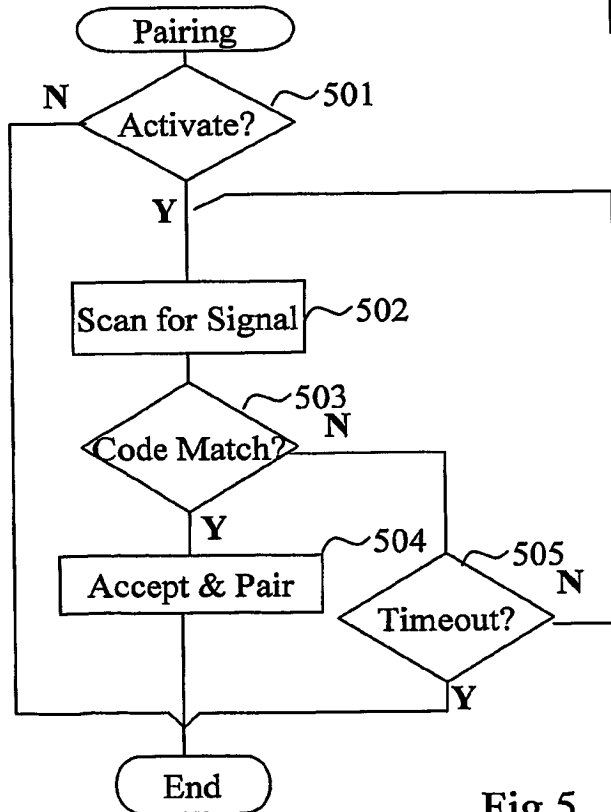 Pairing
N
501
Activate?
Y
Scan for Signal
502
503
N
Code Match?
Y
504
505
Accept & Pair
N
Timeout?
Y
End
Fig 5